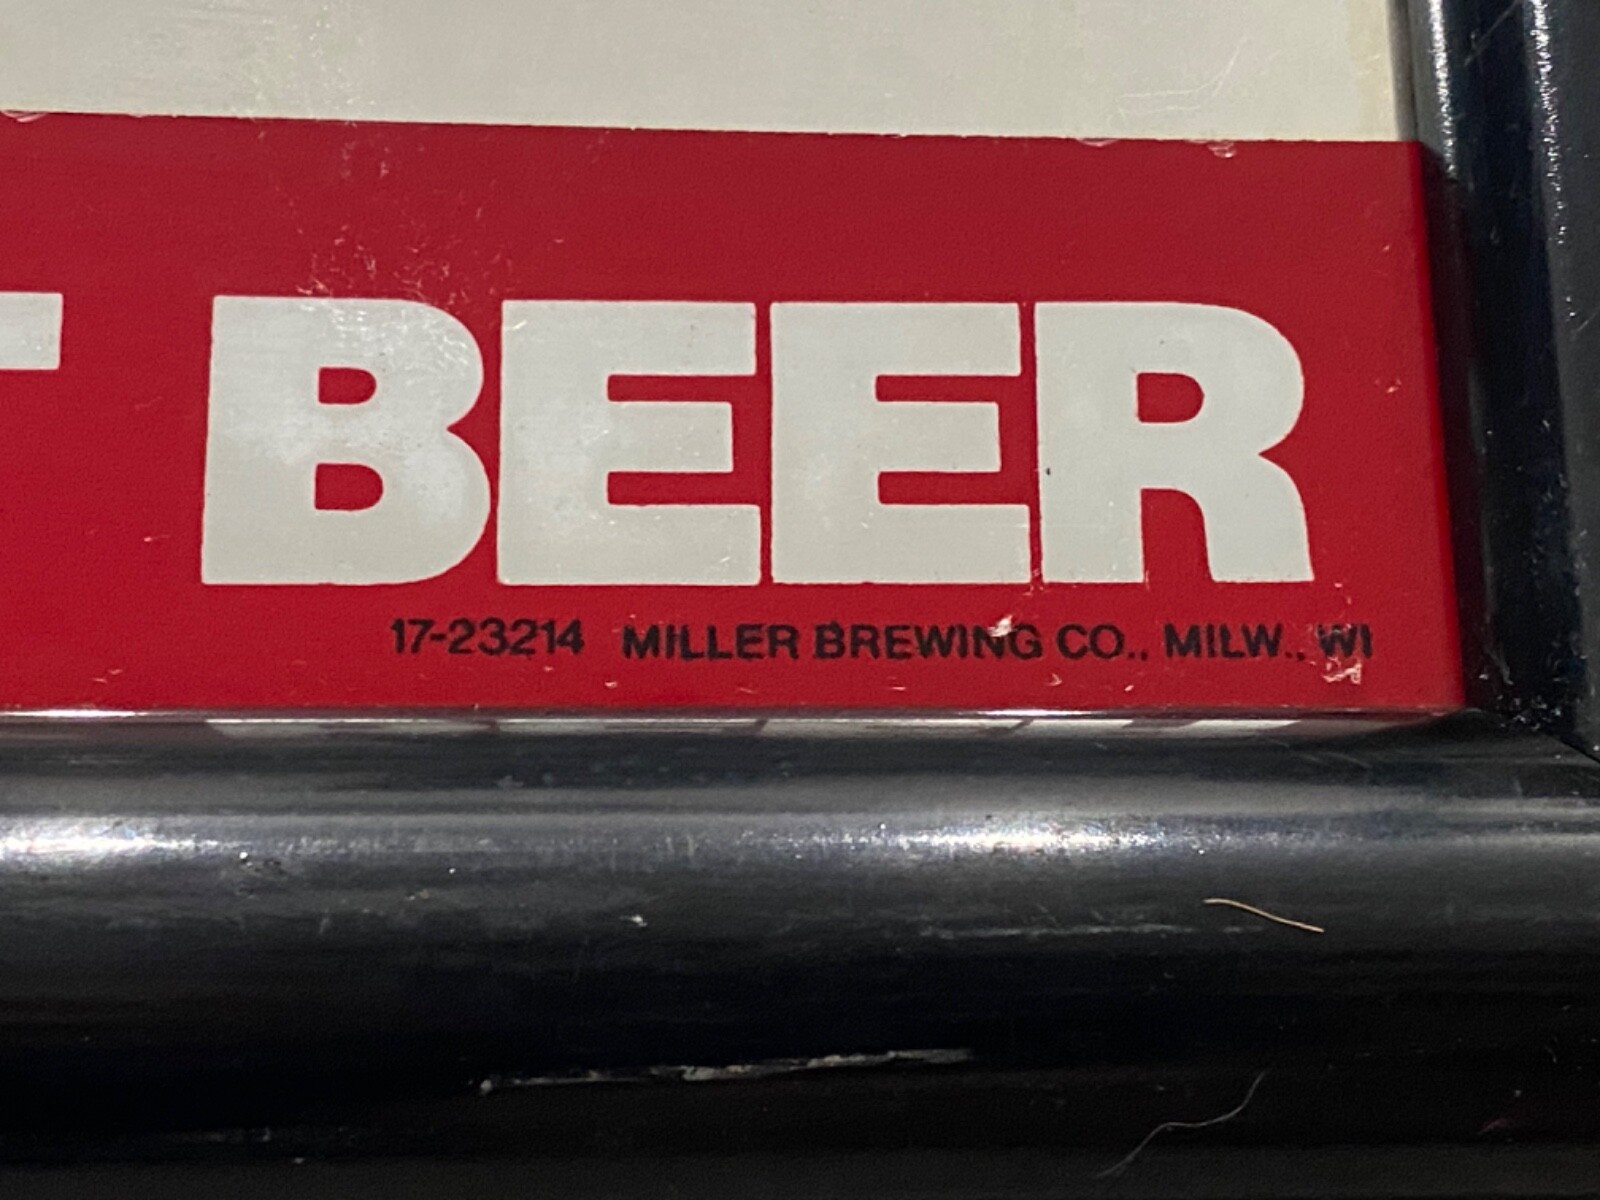 T BEER
17-23214 MILLER BREWING CO., MILW., WI